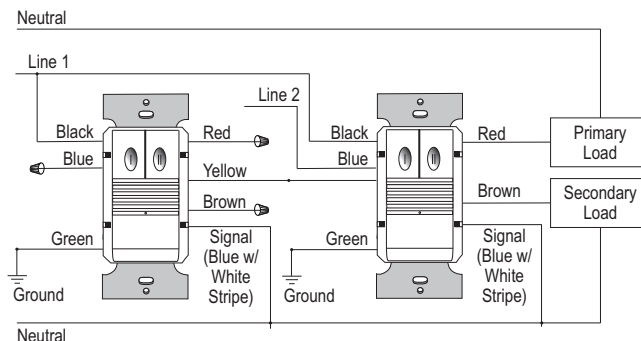 Neutral
Line 1
Line 2
Black
Red
Black
Red
Primary
Load
Blue
Yellow
Blue
Brown
Brown
Secondary
Load
Green
Signal
(Blue w/
White
Stripe)
Green
Signal
(Blue w/
White
Stripe)
Ground
Ground
Neutral